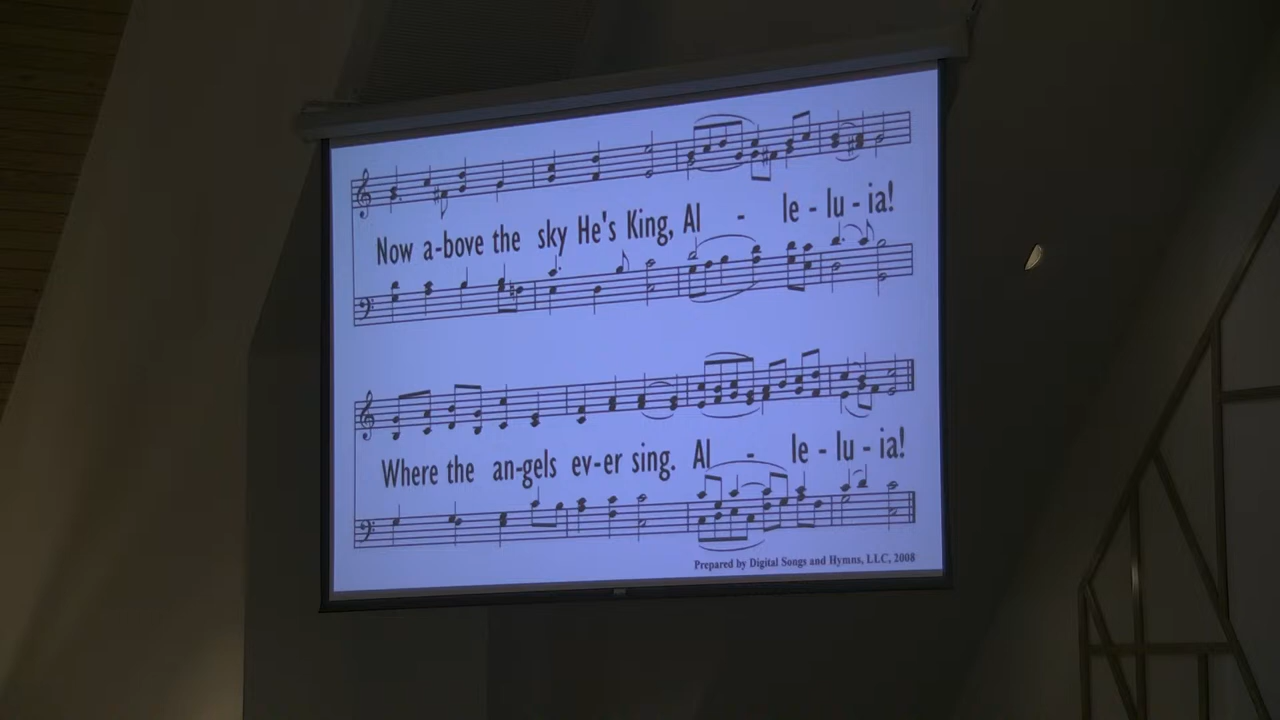 Now a-bove the sky He's King, Al - le - lu - ia!
Where the an-gels ev-er sing. Al - le - lu - ia!
Prepared by Digital Songs and Hymns, LLC, 2008